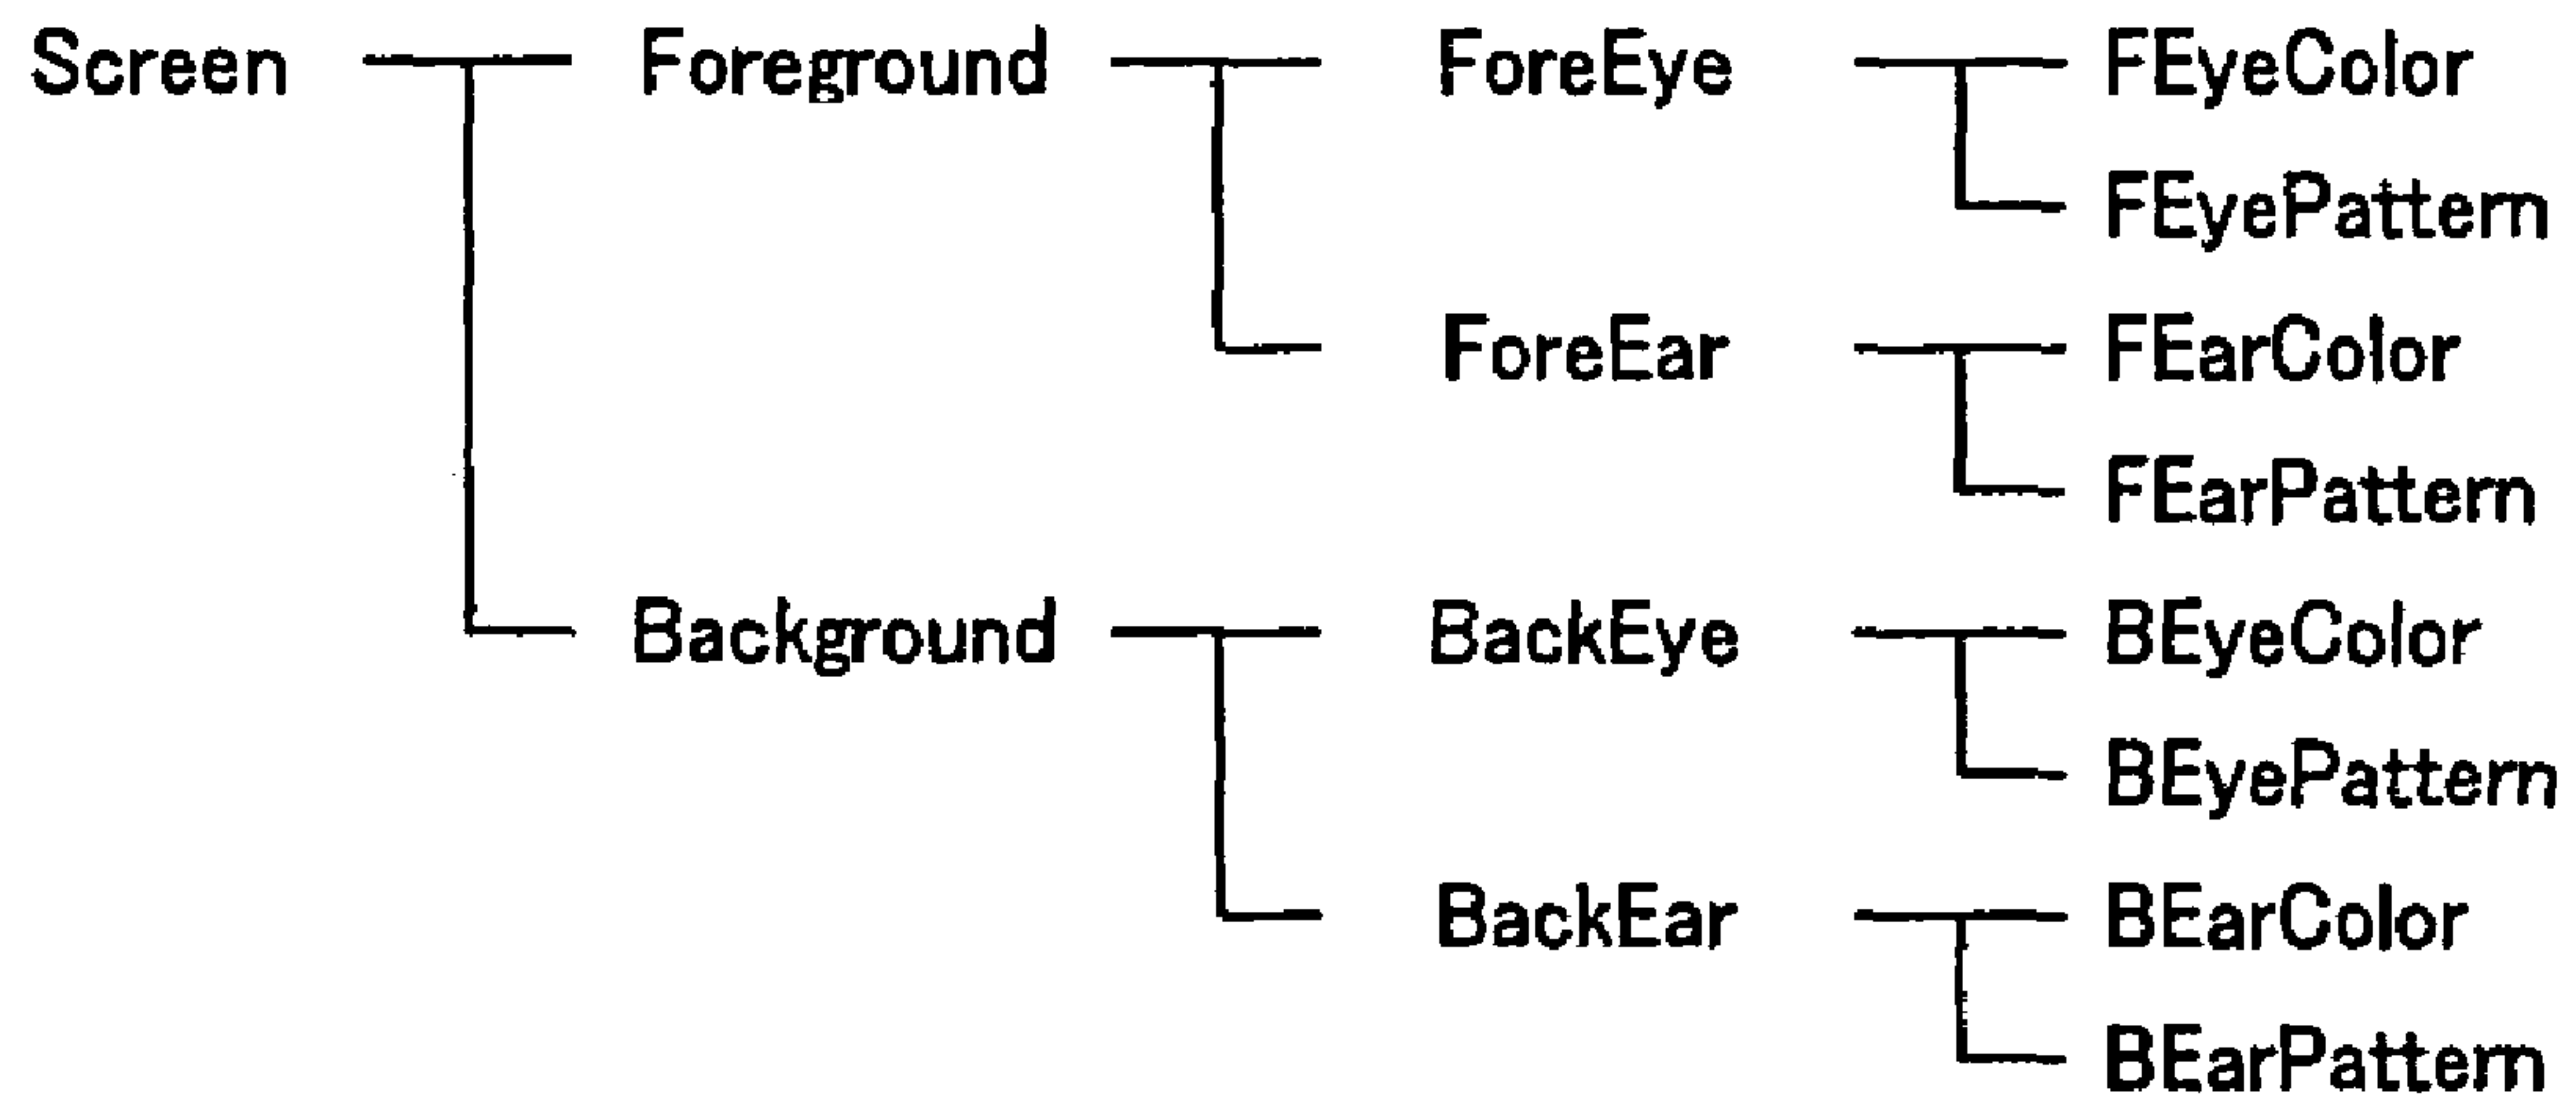 Screen Foreground ForeEye FEyeColor
FEyePattern
ForeEar FEarColor
FEarPattern
Background BackEye BEyeColor
BEyePattern
BackEar BEarColor
BEarPattern